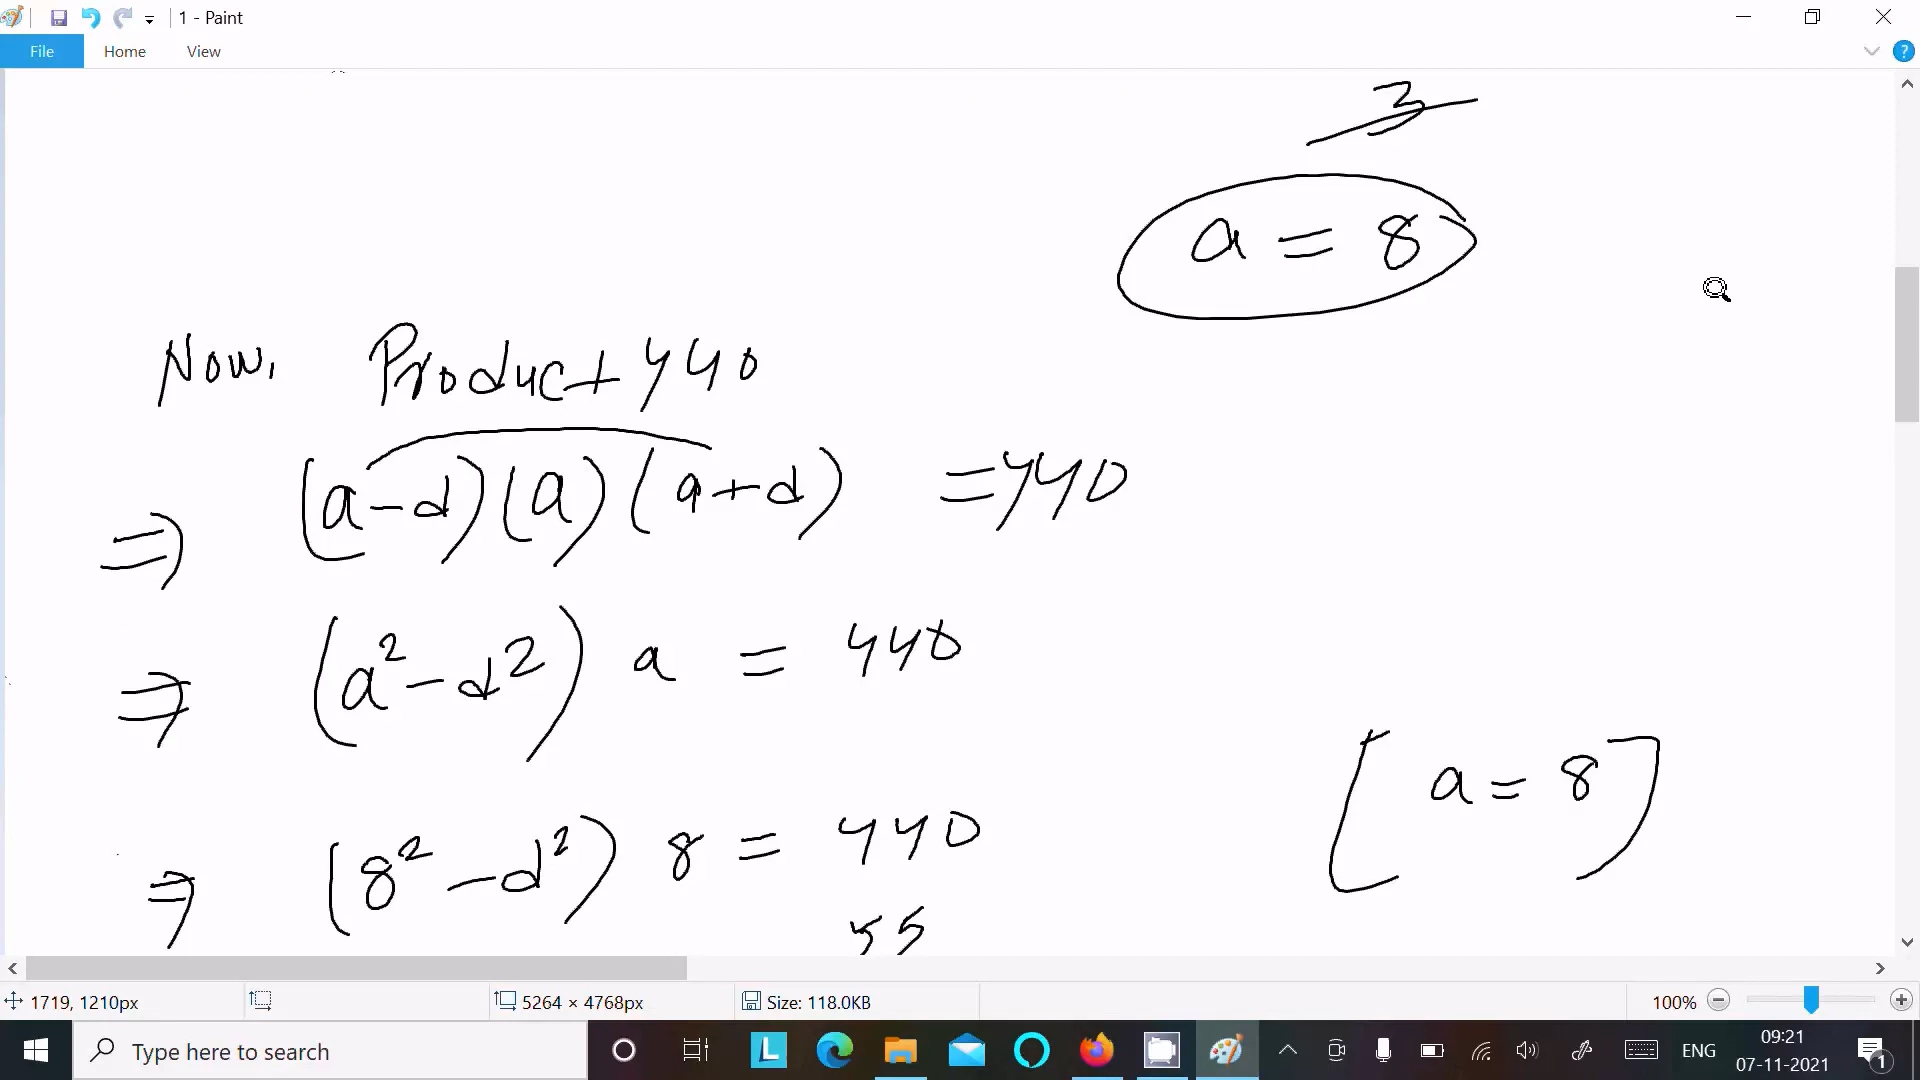 1 - Paint
File Home View
3
a = 8
Now, Product 440
⇒ (a-d)(a)(a+d) = 440
⇒ (a² - d²) a = 440
[a = 8]
⇒ (8² - d²) 8 = 440
55
1719, 1210px 5264 × 4768px Size: 118.0KB 100%
Type here to search
ENG
09:21
07-11-2021
1